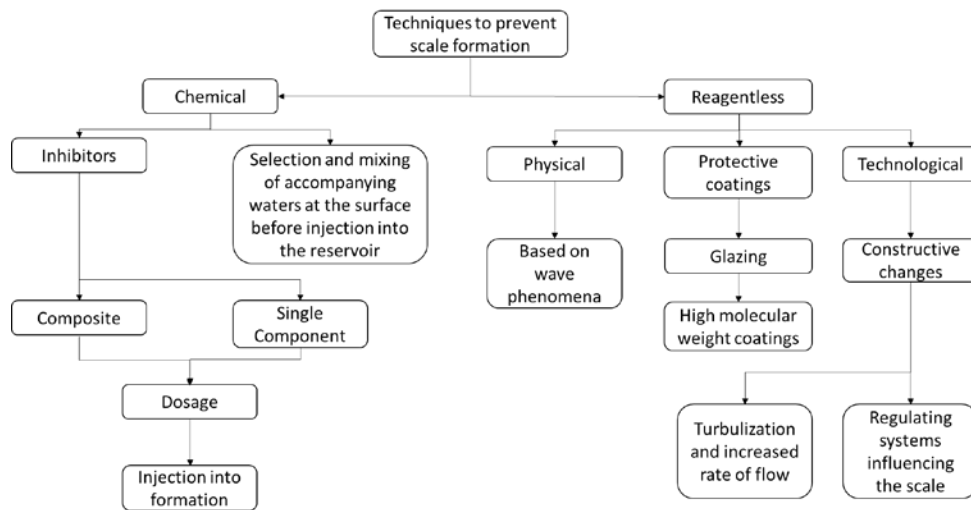 Techniques to prevent
scale formation
Chemical
Reagentless
Inhibitors
Selection and mixing
of accompanying
waters at the surface
before injection into
the reservoir
Physical
Protective
coatings
Technological
Based on
wave
phenomena
Glazing
Constructive
changes
Composite
Single
Component
High molecular
weight coatings
Dosage
Turbulization
and increased
rate of flow
Regulating
systems
influencing
the scale
Injection into
formation